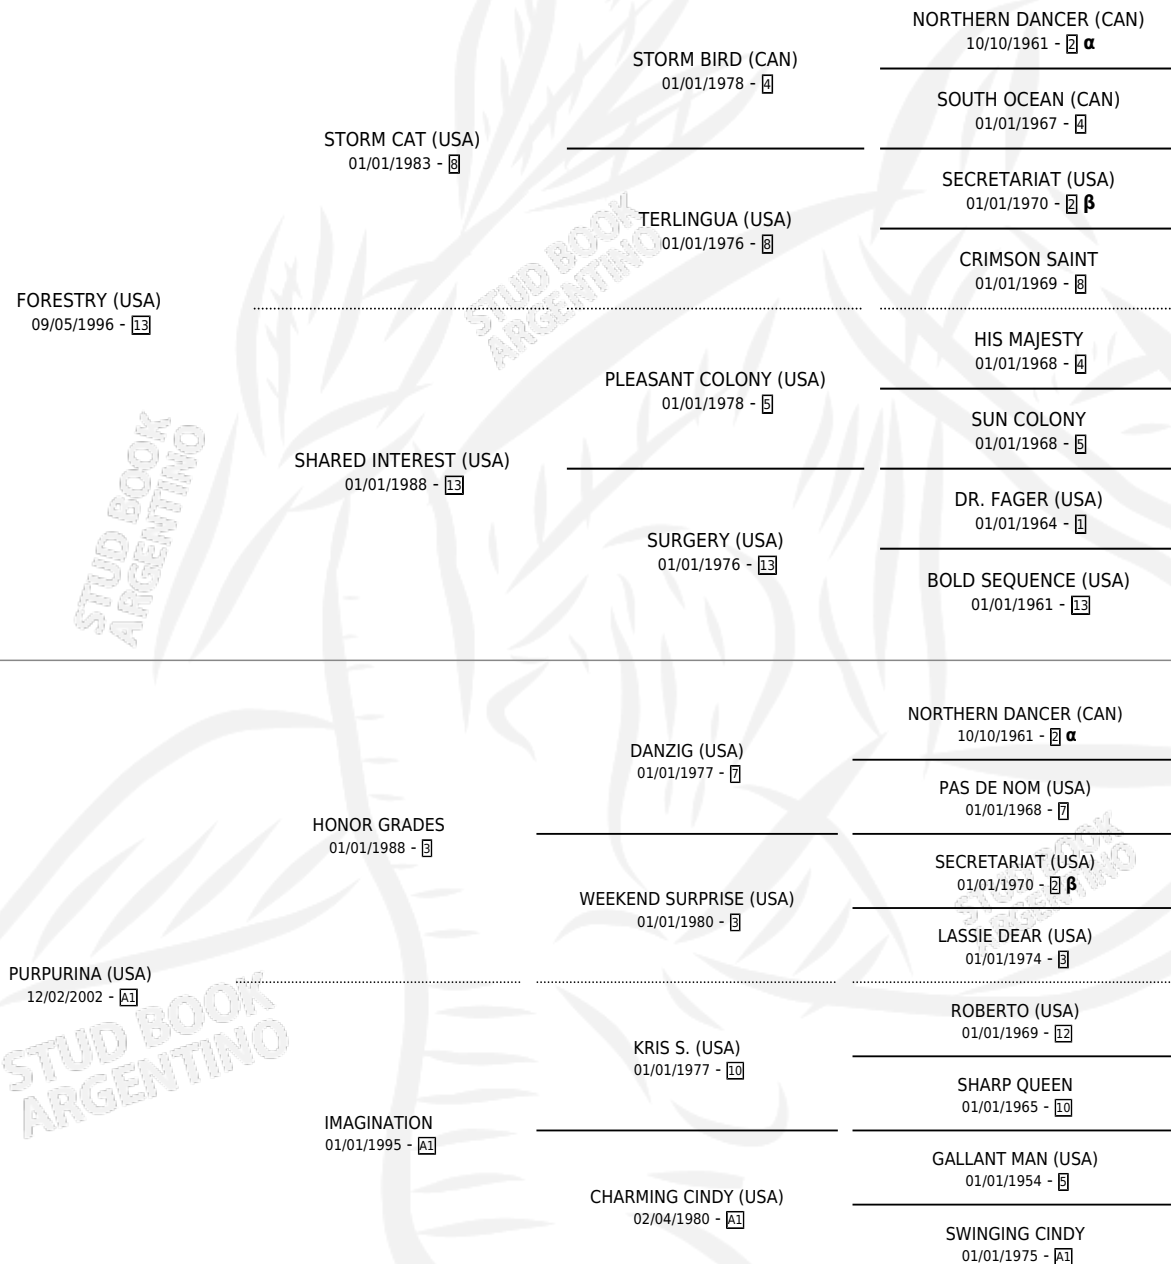 NORTHERN DANCER (CAN)
10/10/1961 - 2 α
STORM BIRD (CAN)
01/01/1978 - 4
SOUTH OCEAN (CAN)
01/01/1967 - 4
STORM CAT (USA)
01/01/1983 - 8
SECRETARIAT (USA)
01/01/1970 - 2 β
TERLINGUA (USA)
01/01/1976 - 8
CRIMSON SAINT
01/01/1969 - 8
FORESTRY (USA)
09/05/1996 - 13
HIS MAJESTY
01/01/1968 - 4
PLEASANT COLONY (USA)
01/01/1978 - 5
SUN COLONY
01/01/1968 - 5
SHARED INTEREST (USA)
01/01/1988 - 13
DR. FAGER (USA)
01/01/1964 - 1
SURGERY (USA)
01/01/1976 - 13
BOLD SEQUENCE (USA)
01/01/1961 - 13
NORTHERN DANCER (CAN)
10/10/1961 - 2 α
DANZIG (USA)
01/01/1977 - 7
PAS DE NOM (USA)
01/01/1968 - 7
HONOR GRADES
01/01/1988 - 3
SECRETARIAT (USA)
01/01/1970 - 2 β
WEEKEND SURPRISE (USA)
01/01/1980 - 3
LASSIE DEAR (USA)
01/01/1974 - 3
PURPURINA (USA)
12/02/2002 - A1
ROBERTO (USA)
01/01/1969 - 12
KRIS S. (USA)
01/01/1977 - 10
SHARP QUEEN
01/01/1965 - 10
IMAGINATION
01/01/1995 - A1
GALLANT MAN (USA)
01/01/1954 - 5
CHARMING CINDY (USA)
02/04/1980 - A1
SWINGING CINDY
01/01/1975 - A1
STUD BOOK
ARGENTINO
STUD BOOK
ARGENTINO
STUD BOOK
ARGENTINO
STUD BOOK
ARGENTINO